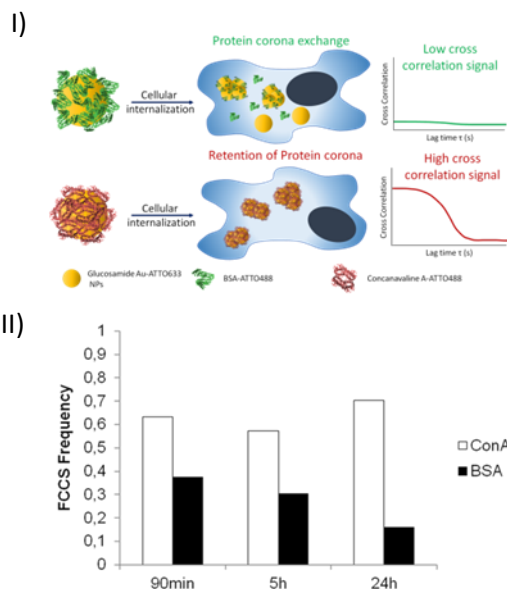 I)
Protein corona exchange
Low cross
correlation signal
Cellular
internalization
Cross Correlation
Lag time τ (s)
Retention of Protein corona
High cross
correlation signal
Cellular
internalization
Cross Correlation
Lag time τ (s)
Glucosamide Au-ATTO633
NPs
BSA-ATTO488
Concanavaline A-ATTO488
II)
FCCS Frequency
1
0,9
0,8
0,7
0,6
0,5
0,4
0,3
0,2
0,1
0
90min
5h
24h
ConA
BSA